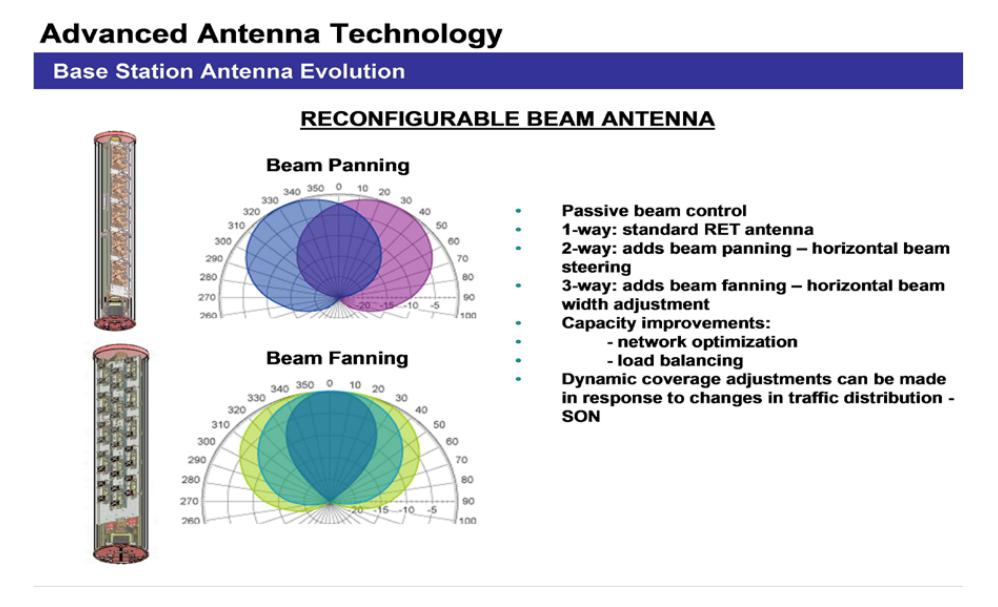 Advanced Antenna Technology
Base Station Antenna Evolution
RECONFIGURABLE BEAM ANTENNA
Beam Panning
260 270 280 290 300 310 320 330 340 350 0 10 20 30 40 50 60 70 80 90 100
-20 -15 -10 -5
Beam Fanning
260 270 280 290 300 310 320 330 340 350 0 10 20 30 40 50 60 70 80 90 100
-20 -15 -10 -5
• Passive beam control
• 1-way: standard RET antenna
• 2-way: adds beam panning – horizontal beam
steering
• 3-way: adds beam fanning – horizontal beam
width adjustment
• Capacity improvements:
• - network optimization
• - load balancing
• Dynamic coverage adjustments can be made
in response to changes in traffic distribution -
SON